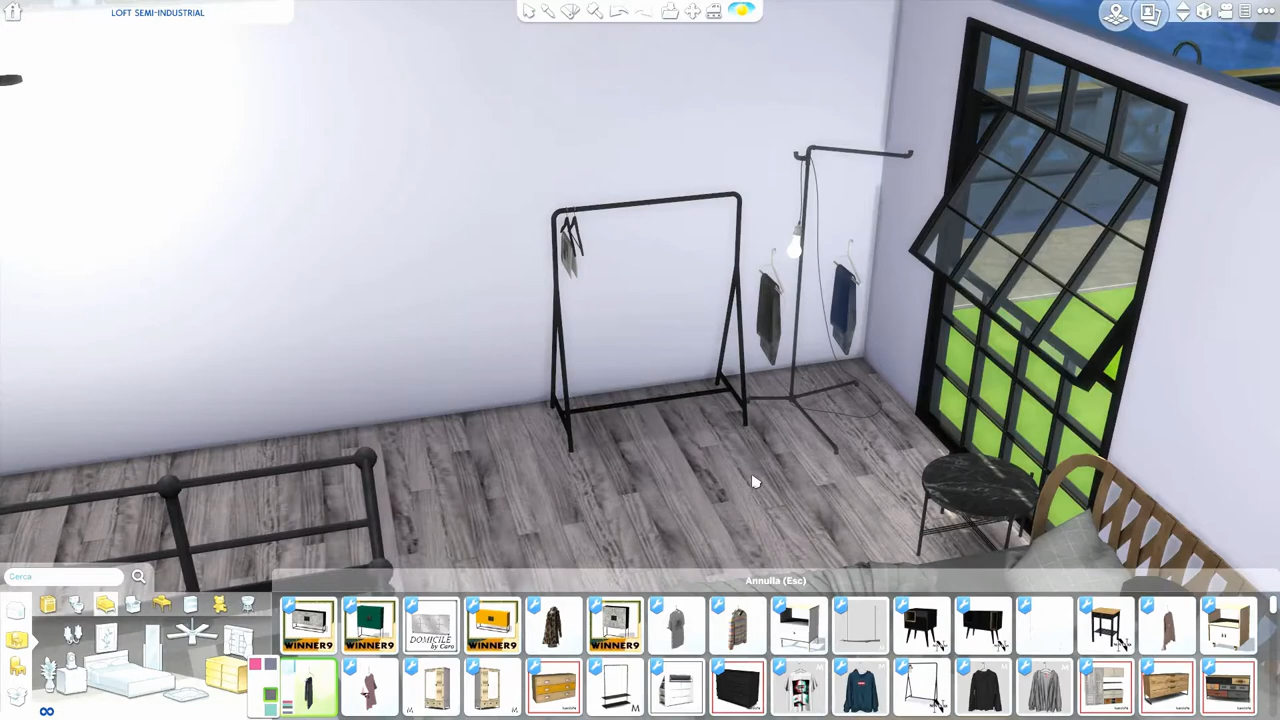 LOFT SEMI-INDUSTRIAL
Annulla (Esc)
Cerca
WINNER9
WINNER9
DOMICILE
by Caro
WINNER9
WINNER9
M
M
M
M
M